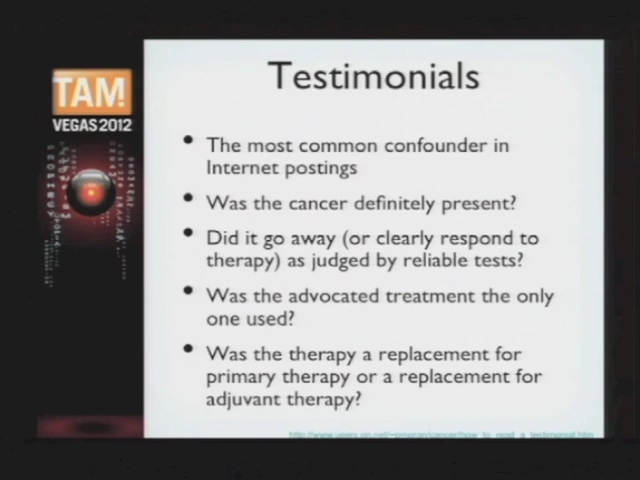 TAM!
VEGAS 2012
Testimonials
• The most common confounder in
Internet postings
• Was the cancer definitely present?
• Did it go away (or clearly respond to
therapy) as judged by reliable tests?
• Was the advocated treatment the only
one used?
• Was the therapy a replacement for
primary therapy or a replacement for
adjuvant therapy?